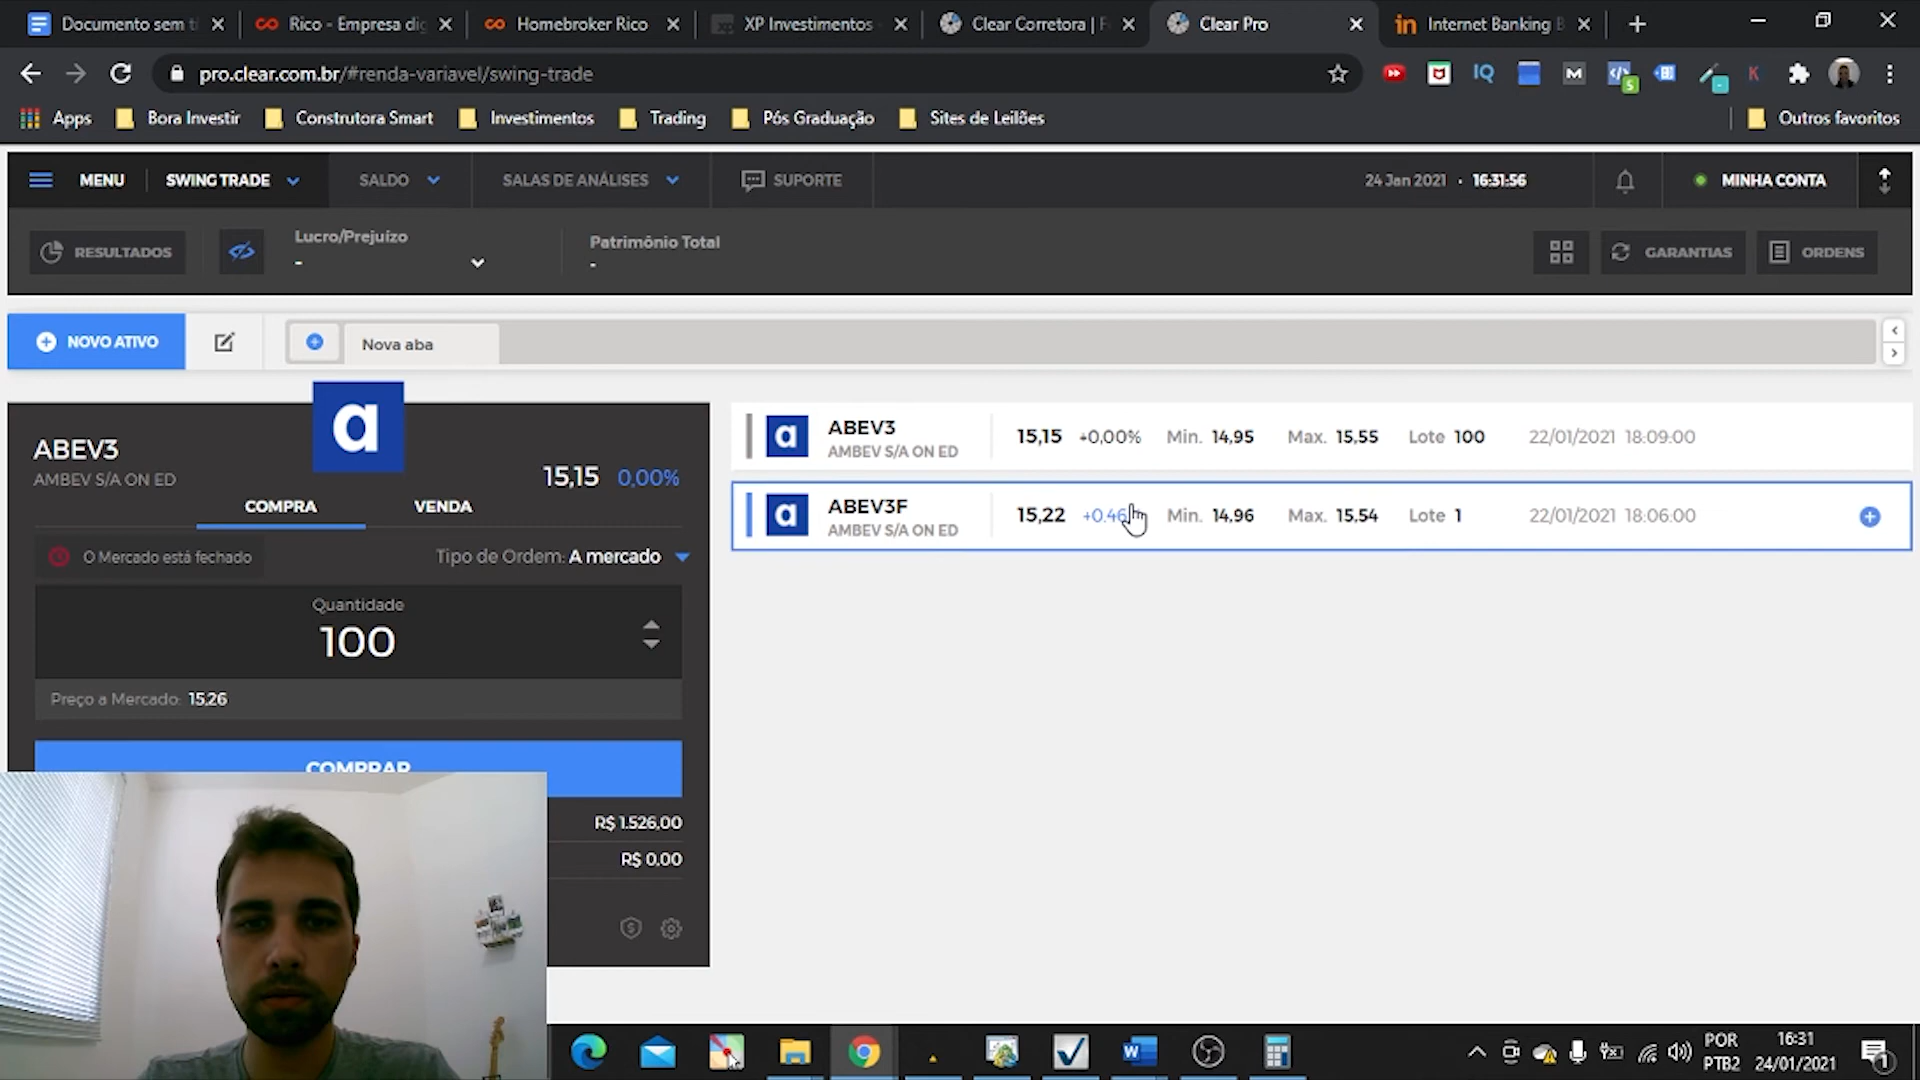 Documento sem ti
Rico - Empresa dig
Homebroker Rico
XP Investimentos
Clear Corretora | F
Clear Pro
Internet Banking B
pro.clear.com.br/#renda-variavel/swing-trade
Apps
Bora Investir
Construtora Smart
Investimentos
Trading
Pós Graduação
Sites de Leilões
Outros favoritos
MENU
SWING TRADE
SALDO
SALAS DE ANÁLISES
SUPORTE
24 Jan 2021 · 16:31:56
MINHA CONTA
RESULTADOS
Lucro/Prejuízo
-
Patrimônio Total
-
GARANTIAS
ORDENS
NOVO ATIVO
Nova aba
a
ABEV3
AMBEV S/A ON ED
15,15 0,00%
COMPRA
VENDA
O Mercado está fechado
Tipo de Ordem: A mercado
Quantidade
100
Preço a Mercado: 15,26
COMPRAR
R$ 1.526,00
R$ 0,00
a ABEV3 15,15 +0,00% Min. 14,95 Max. 15,55 Lote 100 22/01/2021 18:09:00
AMBEV S/A ON ED
a ABEV3F 15,22 +0.46 Min. 14,96 Max. 15,54 Lote 1 22/01/2021 18:06:00
AMBEV S/A ON ED
POR
PTB2
16:31
24/01/2021
1